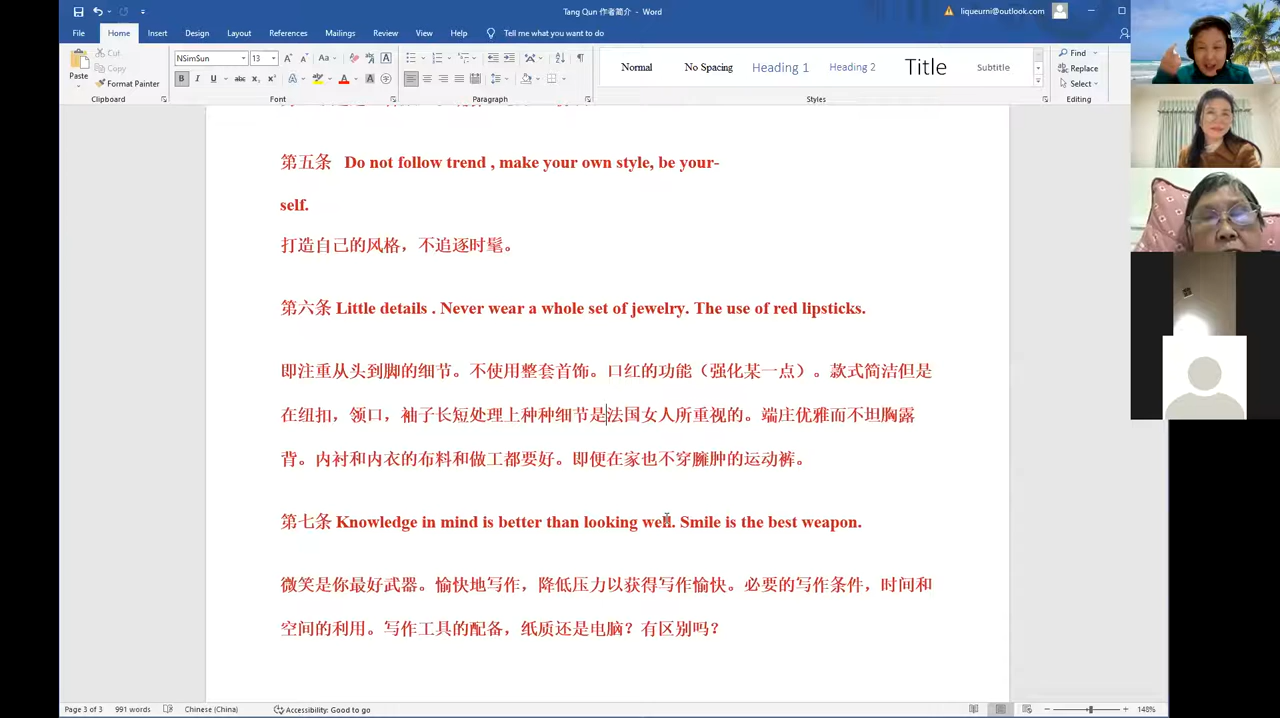 Tang Qun 作者简介 - Word
liqueumi@outlook.com
File Home Insert Design Layout References Mailings Review View Help Tell me what you want to do
Paste
Cut
Copy
Format Painter
Clipboard
NSimSun 13
Font
Paragraph
Normal No Spacing Heading 1 Heading 2 Title Subtitle
Styles
Find
Replace
Select
Editing
第五条 Do not follow trend , make your own style, be your-
self.
打造自己的风格，不追逐时髦。
第六条 Little details . Never wear a whole set of jewelry. The use of red lipsticks.
即注重从头到脚的细节。不使用整套首饰。口红的功能（强化某一点）。款式简洁但是
在纽扣，领口，袖子长短处理上种种细节是法国女人所重视的。端庄优雅而不坦胸露
背。内衬和内衣的布料和做工都要好。即便在家也不穿臃肿的运动裤。
第七条 Knowledge in mind is better than looking well. Smile is the best weapon.
微笑是你最好武器。愉快地写作，降低压力以获得写作愉快。必要的写作条件，时间和
空间的利用。写作工具的配备，纸质还是电脑？有区别吗？
Page 3 of 3 991 words Chinese (China) Accessibility: Good to go 148%